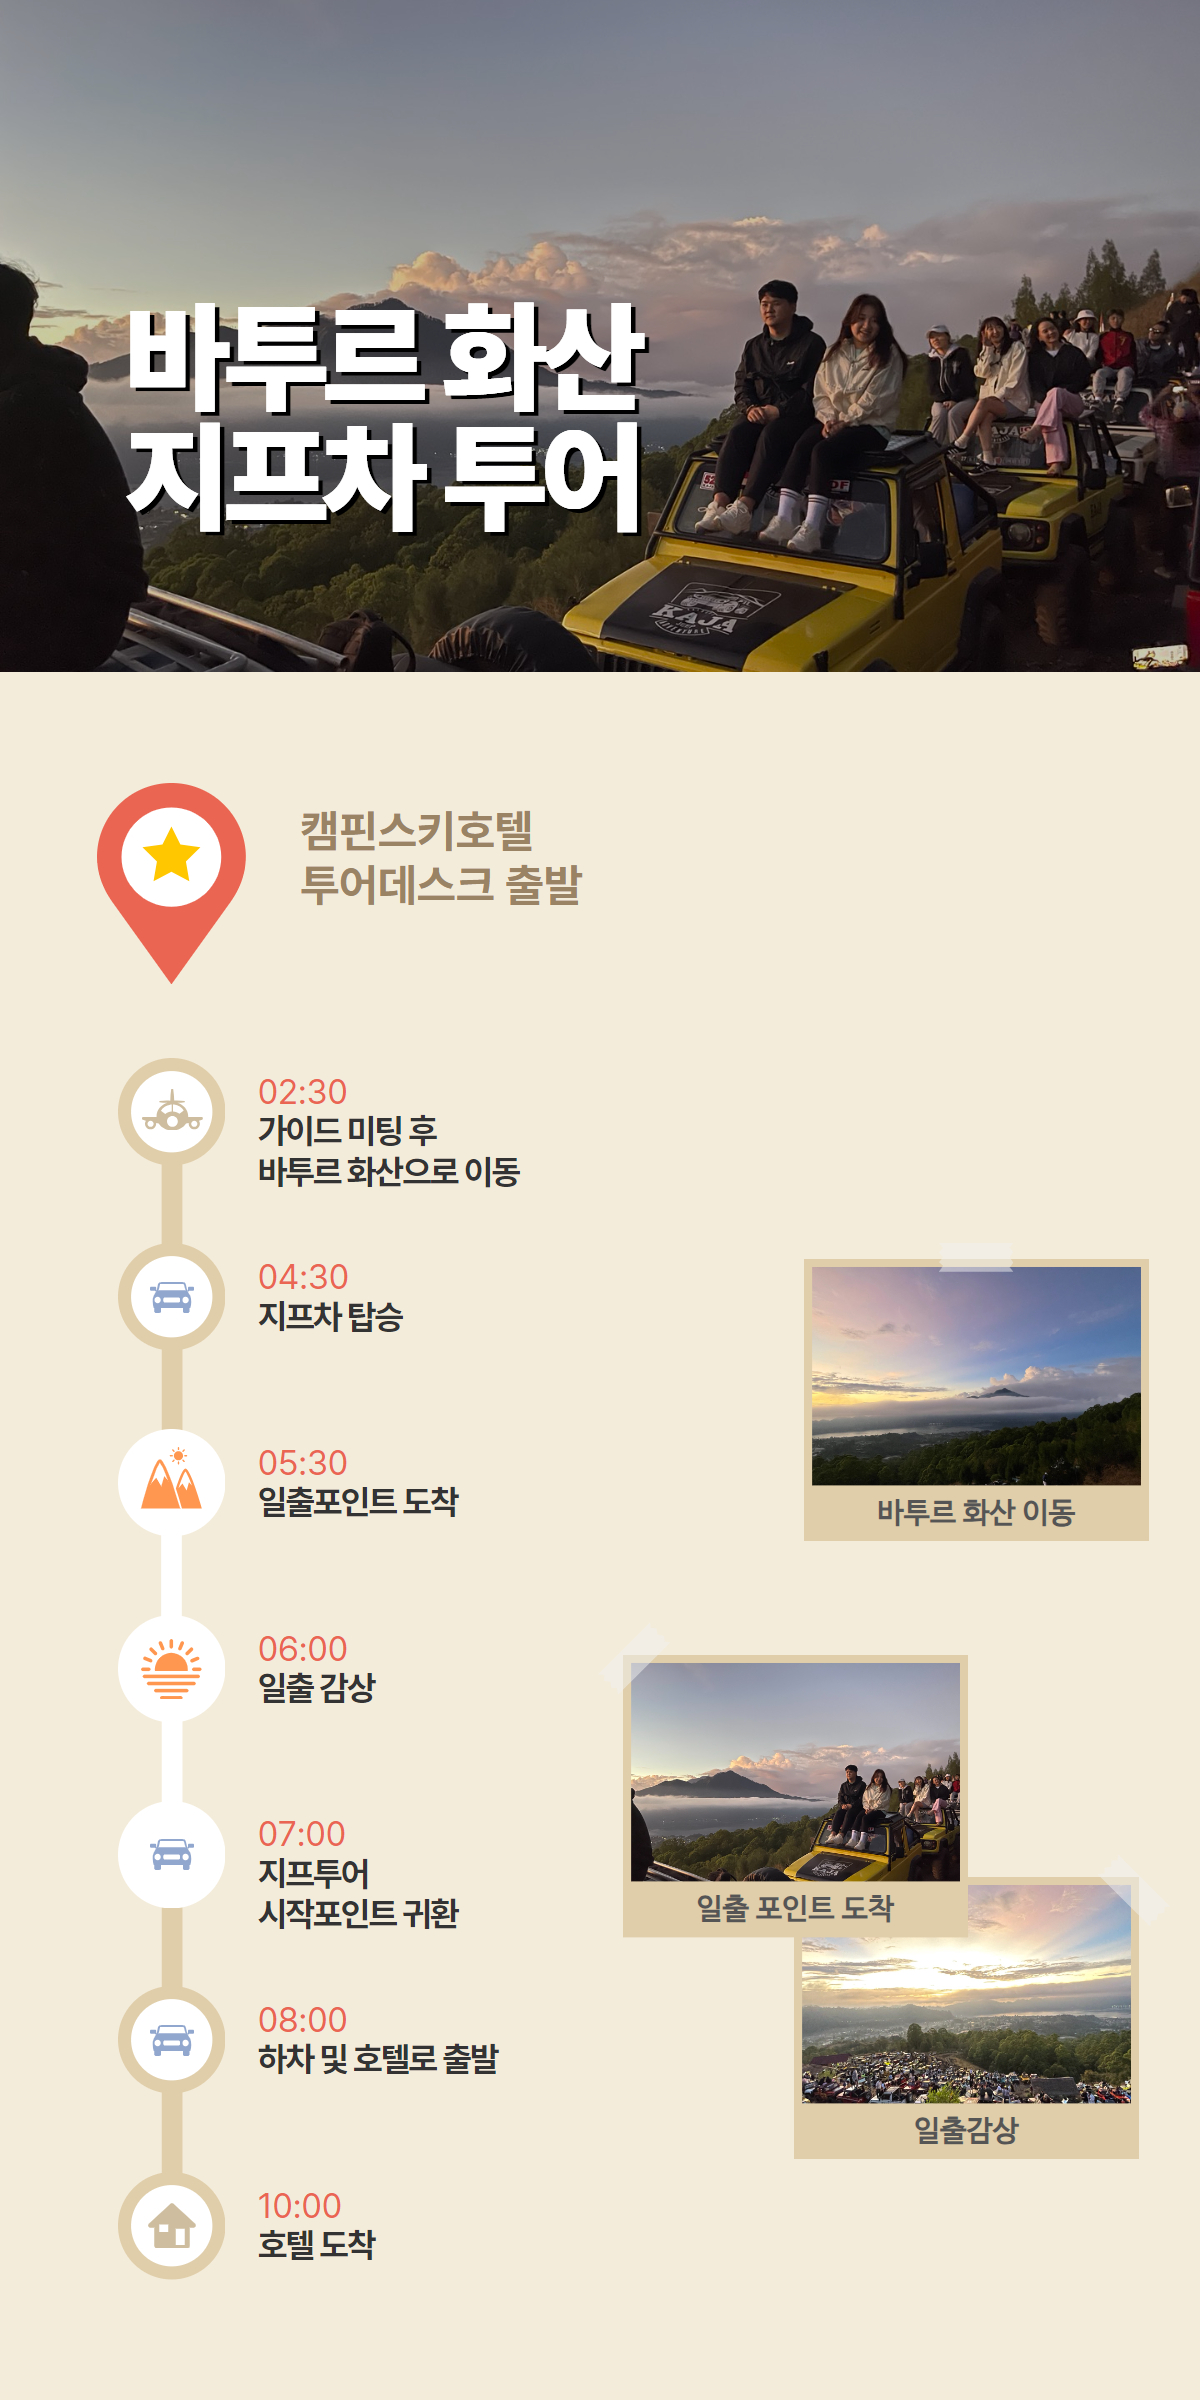 바투르 화산
지프차 투어
KAJA
캠핀스키호텔
투어데스크 출발
02:30
가이드 미팅 후
바투르 화산으로 이동
04:30
지프차 탑승
05:30
일출포인트 도착
06:00
일출 감상
07:00
지프투어
시작포인트 귀환
08:00
하차 및 호텔로 출발
10:00
호텔 도착
바투르 화산 이동
일출 포인트 도착
일출감상